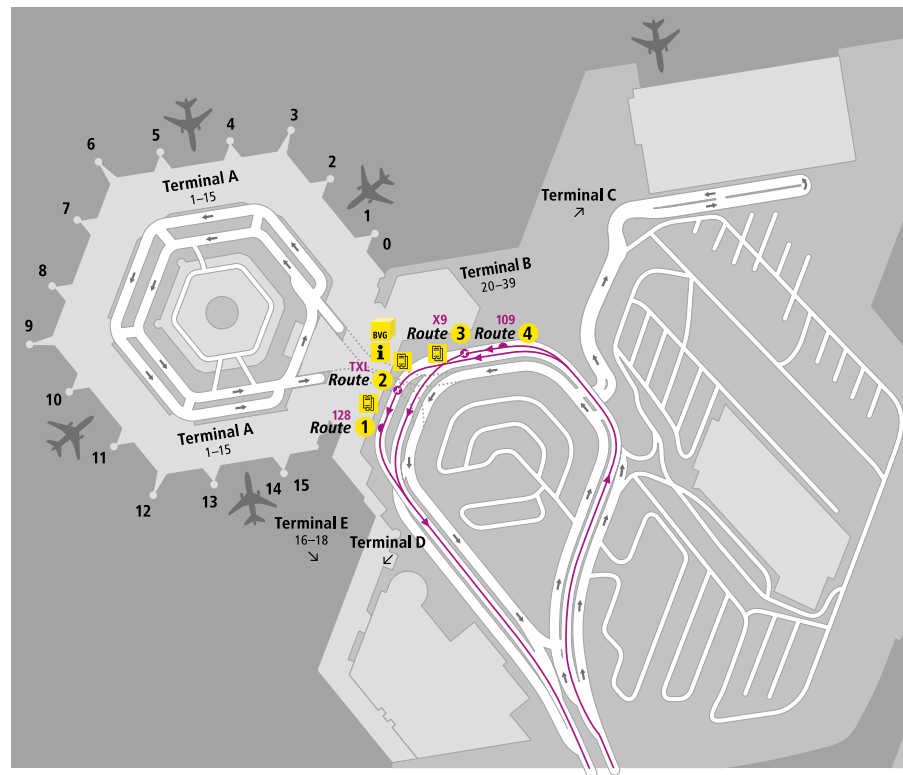 3
4
5
6
Terminal A
1–15
2
7
1
0
Terminal C
↗
8
9
Terminal B
20–39
BVG
i
X9
Route 3
109
Route 4
TXL
Route 2
128
Route 1
10
11
Terminal A
1–15
12
13
14
15
Terminal E
16–18
↘
Terminal D
↙